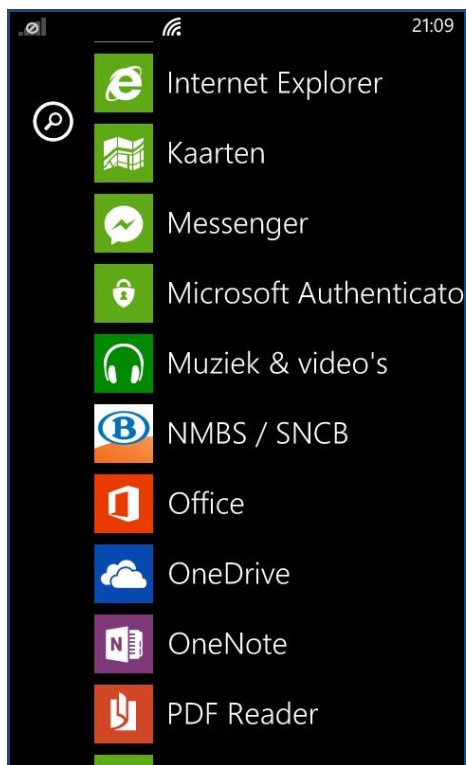 21:09
Internet Explorer
Kaarten
Messenger
Microsoft Authenticato
Muziek & video's
B
NMBS / SNCB
Office
OneDrive
N
OneNote
PDF Reader